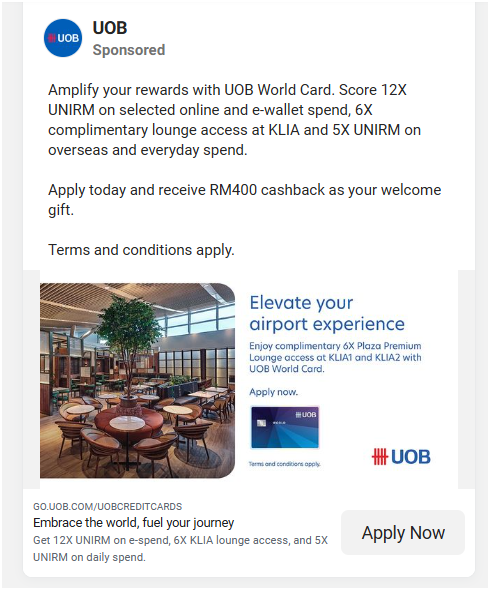 UOB
UOB
Sponsored
Amplify your rewards with UOB World Card. Score 12X
UNIRM on selected online and e-wallet spend, 6X
complimentary lounge access at KLIA and 5X UNIRM on
overseas and everyday spend.
Apply today and receive RM400 cashback as your welcome
gift.
Terms and conditions apply.
Elevate your
airport experience
Enjoy complimentary 6X Plaza Premium
Lounge access at KLIA1 and KLIA2 with
UOB World Card.
Apply now.
UOB
WORLD
Terms and conditions apply.
UOB
GO.UOB.COM/UOBCREDITCARDS
Embrace the world, fuel your journey
Get 12X UNIRM on e-spend, 6X KLIA lounge access, and 5X
UNIRM on daily spend.
Apply Now